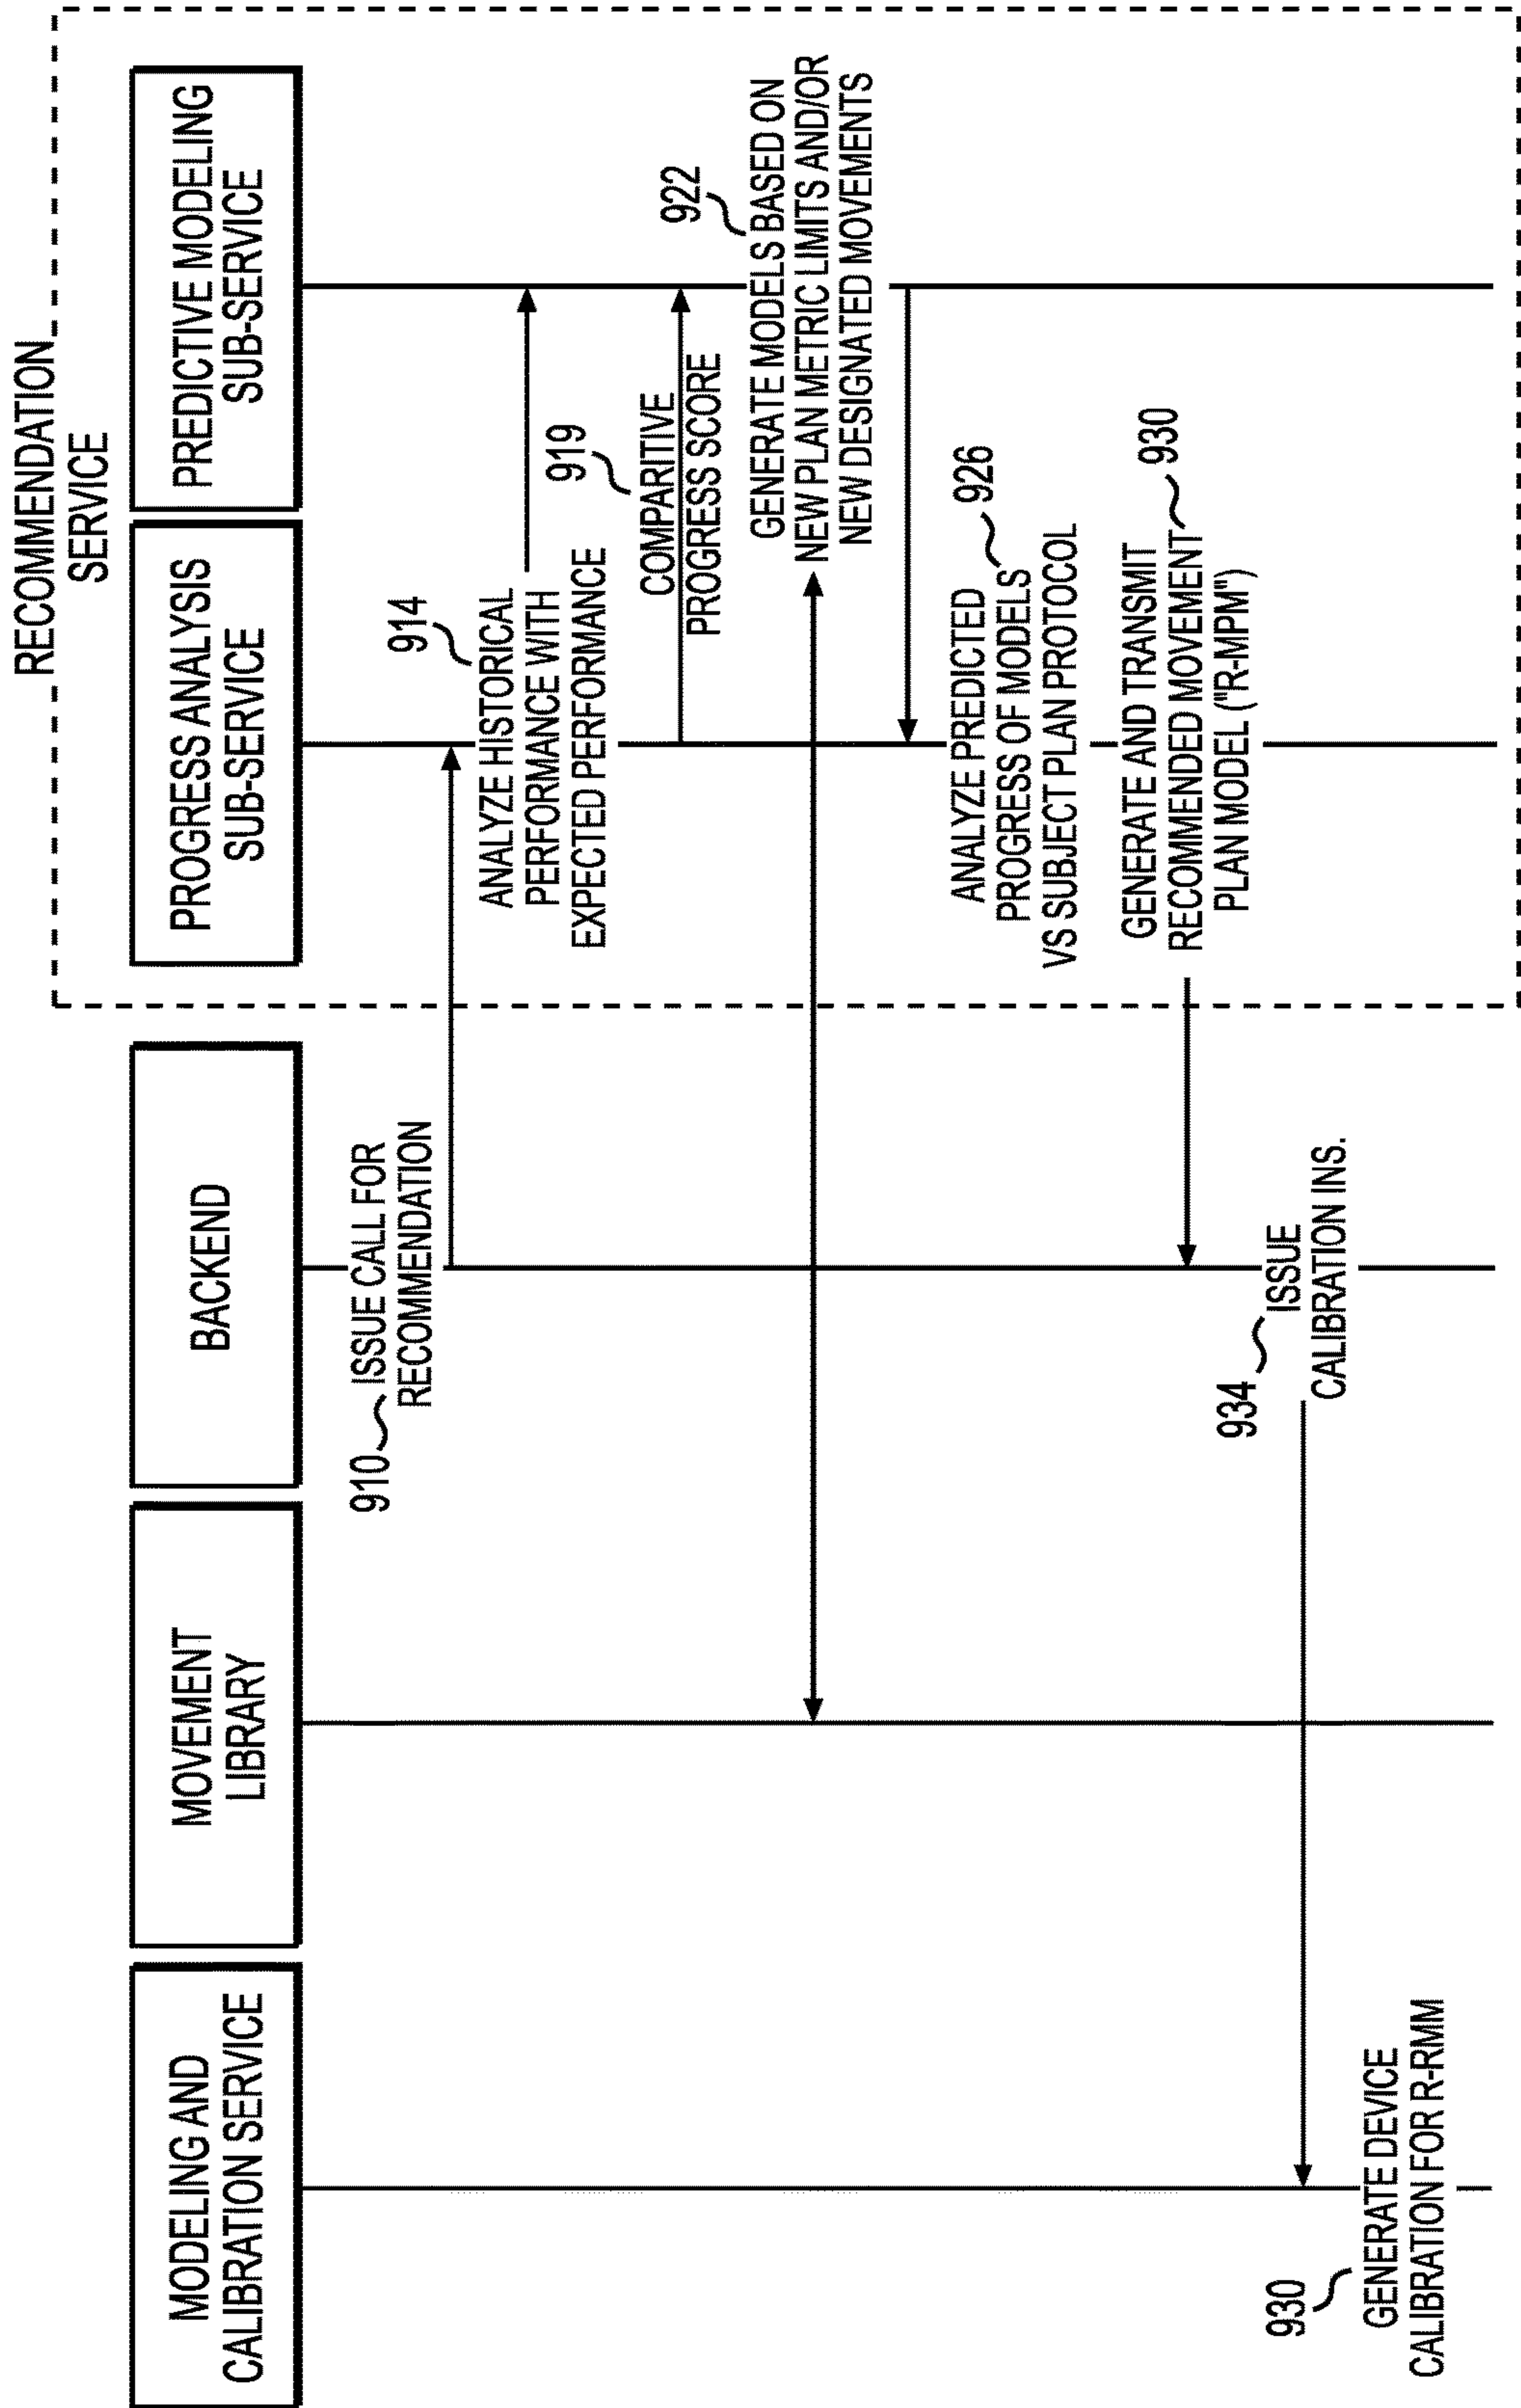 RECOMMENDATION
SERVICE
MODELING AND
CALIBRATION SERVICE
MOVEMENT
LIBRARY
BACKEND
PROGRESS ANALYSIS
SUB-SERVICE
PREDICTIVE MODELING
SUB-SERVICE
910
ISSUE CALL FOR
RECOMMENDATION
914
ANALYZE HISTORICAL
PERFORMANCE WITH
EXPECTED PERFORMANCE
919
COMPARITIVE
PROGRESS SCORE
922
GENERATE MODELS BASED ON
NEW PLAN METRIC LIMITS AND/OR
NEW DESIGNATED MOVEMENTS
926
ANALYZE PREDICTED
PROGRESS OF MODELS
VS SUBJECT PLAN PROTOCOL
930
GENERATE AND TRANSMIT
RECOMMENDED MOVEMENT
PLAN MODEL ("R-MPM")
934
ISSUE
CALIBRATION INS.
930
GENERATE DEVICE
CALIBRATION FOR R-RMM